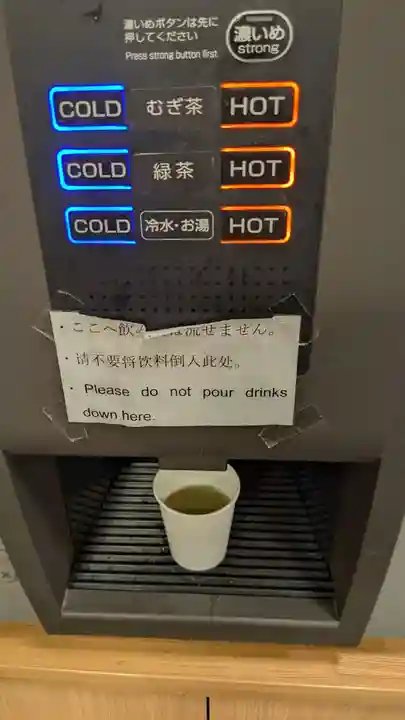 濃いめボタンは先に
押してください
Press strong button first
濃いめ
strong
COLD むぎ茶 HOT
COLD 緑茶 HOT
COLD 冷水・お湯 HOT
・ここへ飲み は流せません。
・请不要将饮料倒入此处。
・Please do not pour drinks
down here.